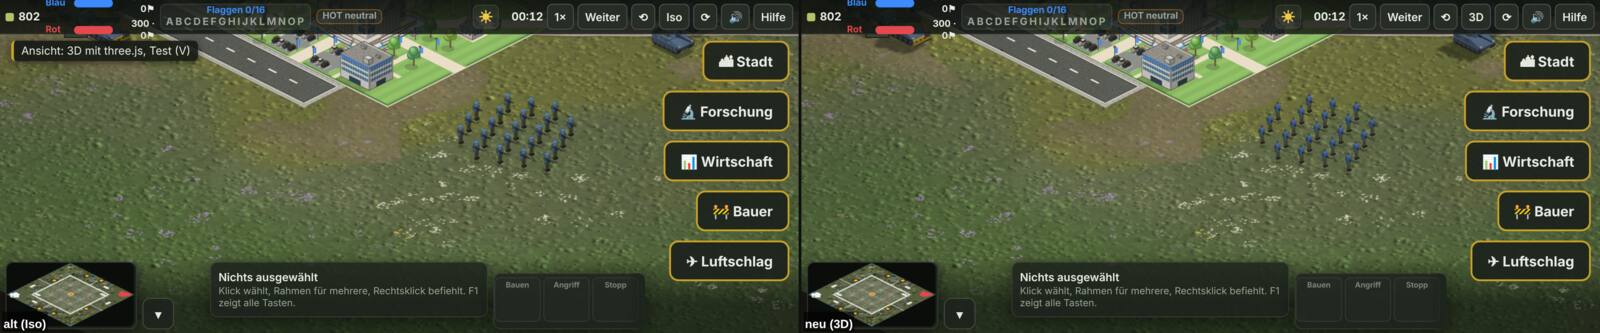 802
Blau
Rot
0
300 ·
0
Flaggen 0/16
ABCDEFGHIJKLMNOP
HOT neutral
00:12
1×
Weiter
Iso
Hilfe
Ansicht: 3D mit three.js, Test (V)
Stadt
Forschung
Wirtschaft
Bauer
Luftschlag
Nichts ausgewählt
Klick wählt, Rahmen für mehrere, Rechtsklick befiehlt. F1
zeigt alle Tasten.
Bauen Angriff Stopp
alt (Iso)
802
Blau
Rot
0
300 ·
0
Flaggen 0/16
ABCDEFGHIJKLMNOP
HOT neutral
00:12
1×
Weiter
3D
Hilfe
Stadt
Forschung
Wirtschaft
Bauer
Luftschlag
Nichts ausgewählt
Klick wählt, Rahmen für mehrere, Rechtsklick befiehlt. F1
zeigt alle Tasten.
Bauen Angriff Stopp
neu (3D)